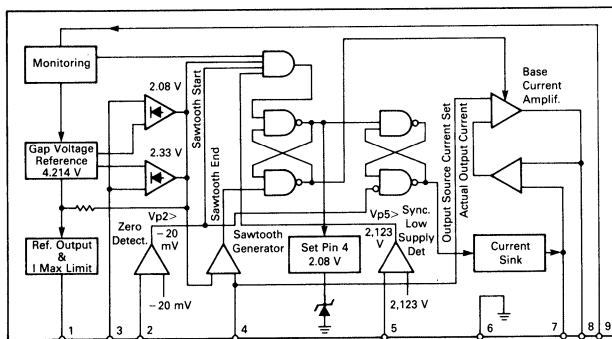 Monitoring
2.08 V
Sawtooth Start
Base
Current
Amplif.
Gap Voltage
Reference
4.214 V
2.33 V
Sawtooth End
Output Source Current Set
Actual Output Current
Ref. Output
&
I Max Limit
Zero
Detect.
Vp2>
−20
mV
Sawtooth
Generator
Set Pin 4
2.08 V
Vp5>
2,123
V
Sync.
Low
Supply
Det
Current
Sink
−20 mV
2,123 V
1
3
2
4
5
6
7
8
9